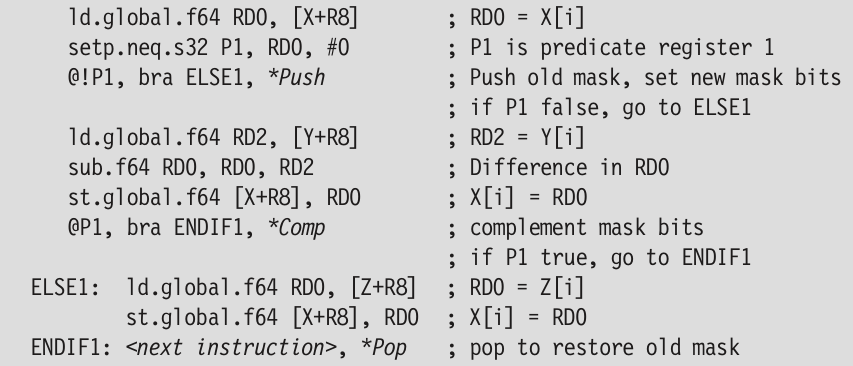 ld.global.f64 RD0, [X+R8] ; RD0 = X[i]
setp.neq.s32 P1, RD0, #0 ; P1 is predicate register 1
@!P1, bra ELSE1, *Push ; Push old mask, set new mask bits
; if P1 false, go to ELSE1
ld.global.f64 RD2, [Y+R8] ; RD2 = Y[i]
sub.f64 RD0, RD0, RD2 ; Difference in RD0
st.global.f64 [X+R8], RD0 ; X[i] = RD0
@P1, bra ENDIF1, *Comp ; complement mask bits
; if P1 true, go to ENDIF1
ELSE1: ld.global.f64 RD0, [Z+R8] ; RD0 = Z[i]
st.global.f64 [X+R8], RD0 ; X[i] = RD0
ENDIF1: <next instruction>, *Pop ; pop to restore old mask